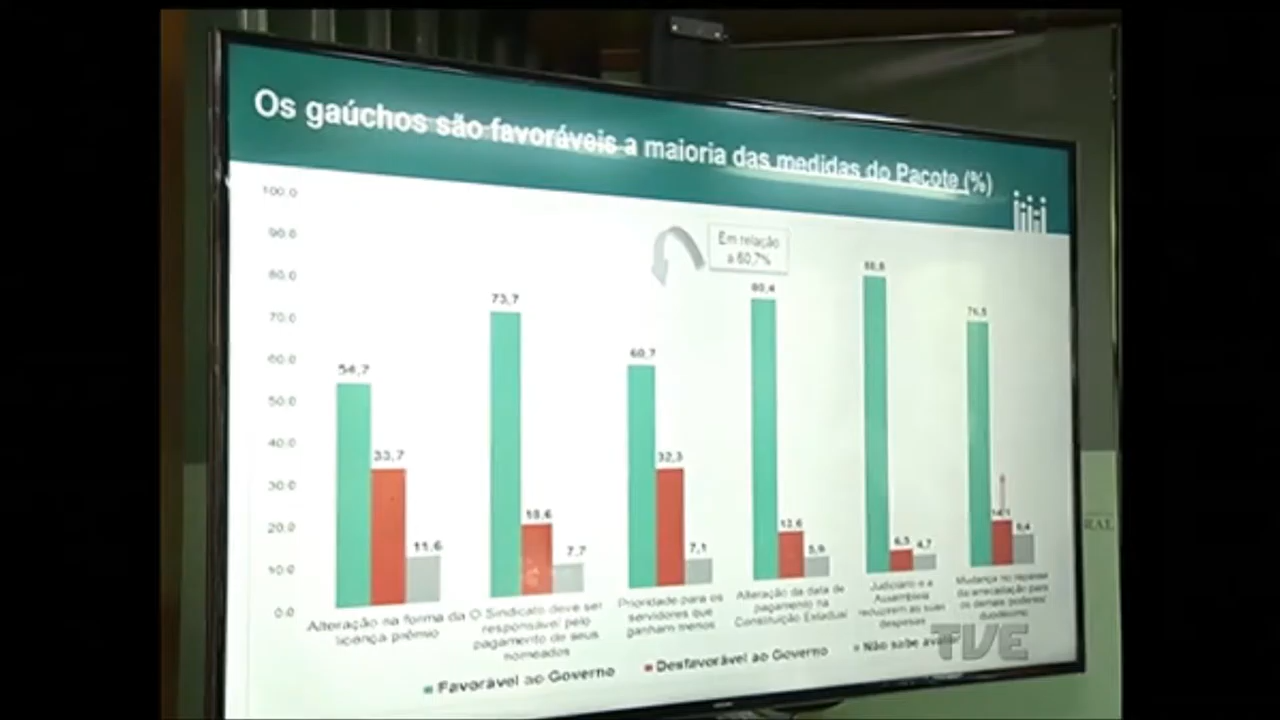 Os gaúchos são favoráveis a maioria das medidas do Pacote (%)
100.0
90.0
80.0
70.0
60.0
50.0
40.0
30.0
20.0
10.0
0.0
Em relação
a 60,7%
54,7
33,7
11,6
73,7
18,6
7,7
60,7
32,3
7,1
80,4
13,6
5,9
88,8
6,5
4,7
76,5
14,1
9,4
Alteração na forma da
licença prêmio
O Sindicato deve ser
responsável pelo
pagamento de seus
nomeados
Prioridade para os
servidores que
ganham menos
Alteração da data de
pagamento na
Constituição Estadual
Judiciário e a
Assembleia
reduzirem as suas
despesas
Mudança no repasse
da arrecadação para
os demais poderes/
duodécimo
Favorável ao Governo
Desfavorável ao Governo
Não sabe avaliar
TVE